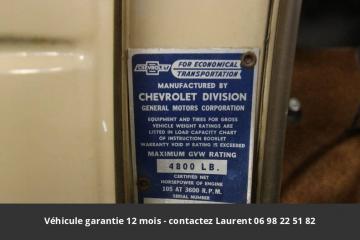 CHEVROLET
FOR ECONOMICAL
TRANSPORTATION
MANUFACTURED BY
CHEVROLET DIVISION
GENERAL MOTORS CORPORATION
EQUIPMENT AND TIRES FOR GROSS
VEHICLE WEIGHT RATINGS ARE
LISTED IN LOAD CAPACITY CHART
OF INSTRUCTION BOOKLET
WARRANTY VOID IF RATING IS EXCEEDED
MAXIMUM GVW RATING
4800 LB.
CERTIFIED NET
HORSEPOWER OF ENGINE
105 AT 3600 R.P.M.
SERIAL NUMBER
Véhicule garantie 12 mois - contactez Laurent 06 98 22 51 82